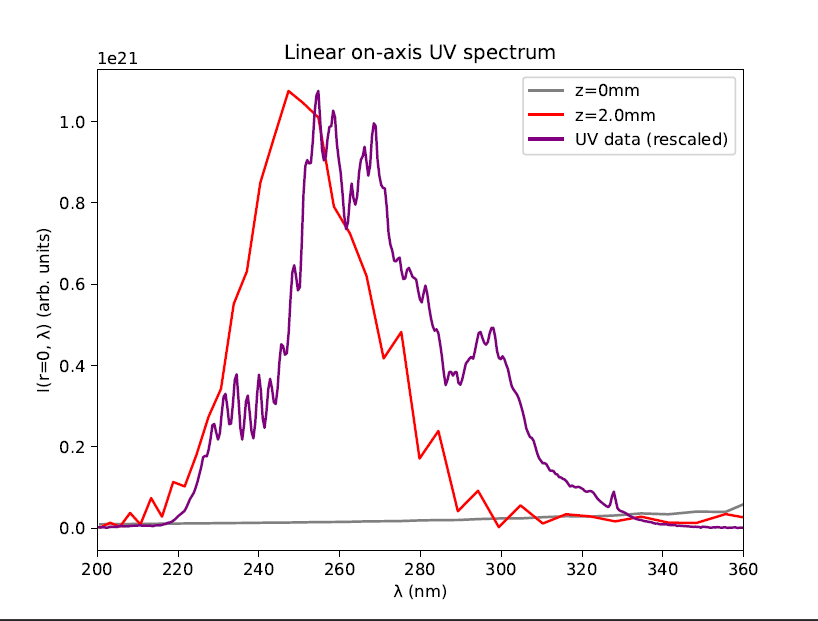 Linear on-axis UV spectrum
1e21
z=0mm
z=2.0mm
UV data (rescaled)
1.0
0.8
0.6
0.4
0.2
0.0
I(r=0, λ) (arb. units)
200 220 240 260 280 300 320 340 360
λ (nm)